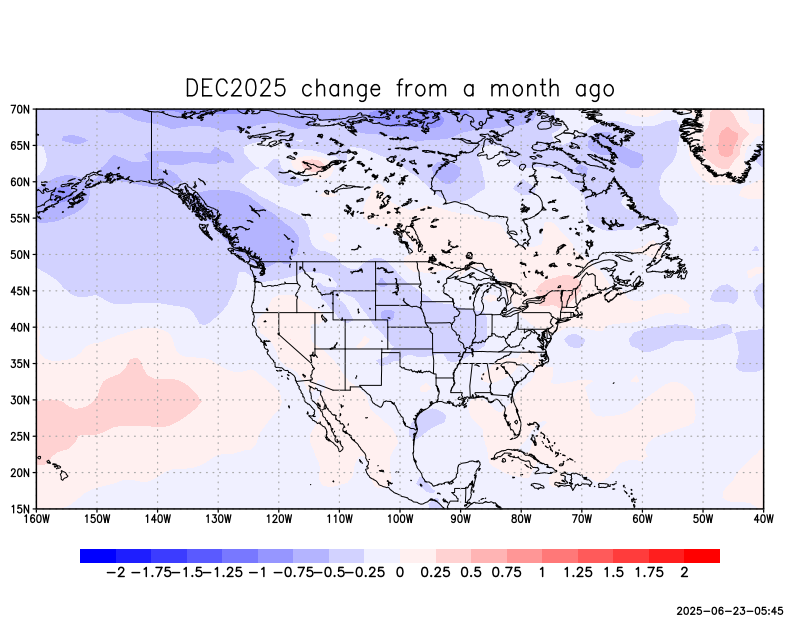 DEC2025 change from a month ago
70N
65N
60N
55N
50N
45N
40N
35N
30N
25N
20N
15N
160W 150W 140W 130W 120W 110W 100W 90W 80W 70W 60W 50W 40W
−2 −1.75 −1.5 −1.25 −1 −0.75 −0.5 −0.25 0 0.25 0.5 0.75 1 1.25 1.5 1.75 2
2025−06−23−05:45